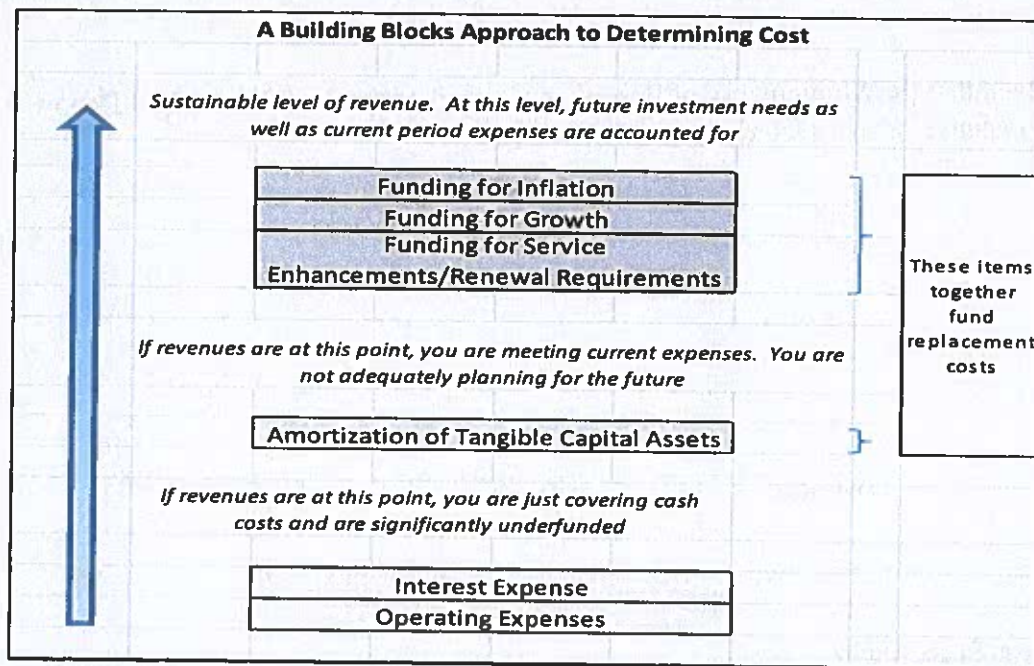 A Building Blocks Approach to Determining Cost
Sustainable level of revenue.  At this level, future investment needs as
well as current period expenses are accounted for
Funding for Inflation
Funding for Growth
Funding for Service
Enhancements/Renewal Requirements
These items
together
fund
replacement
costs
If revenues are at this point, you are meeting current expenses.  You are
not adequately planning for the future
Amortization of Tangible Capital Assets
If revenues are at this point, you are just covering cash
costs and are significantly underfunded
Interest Expense
Operating Expenses